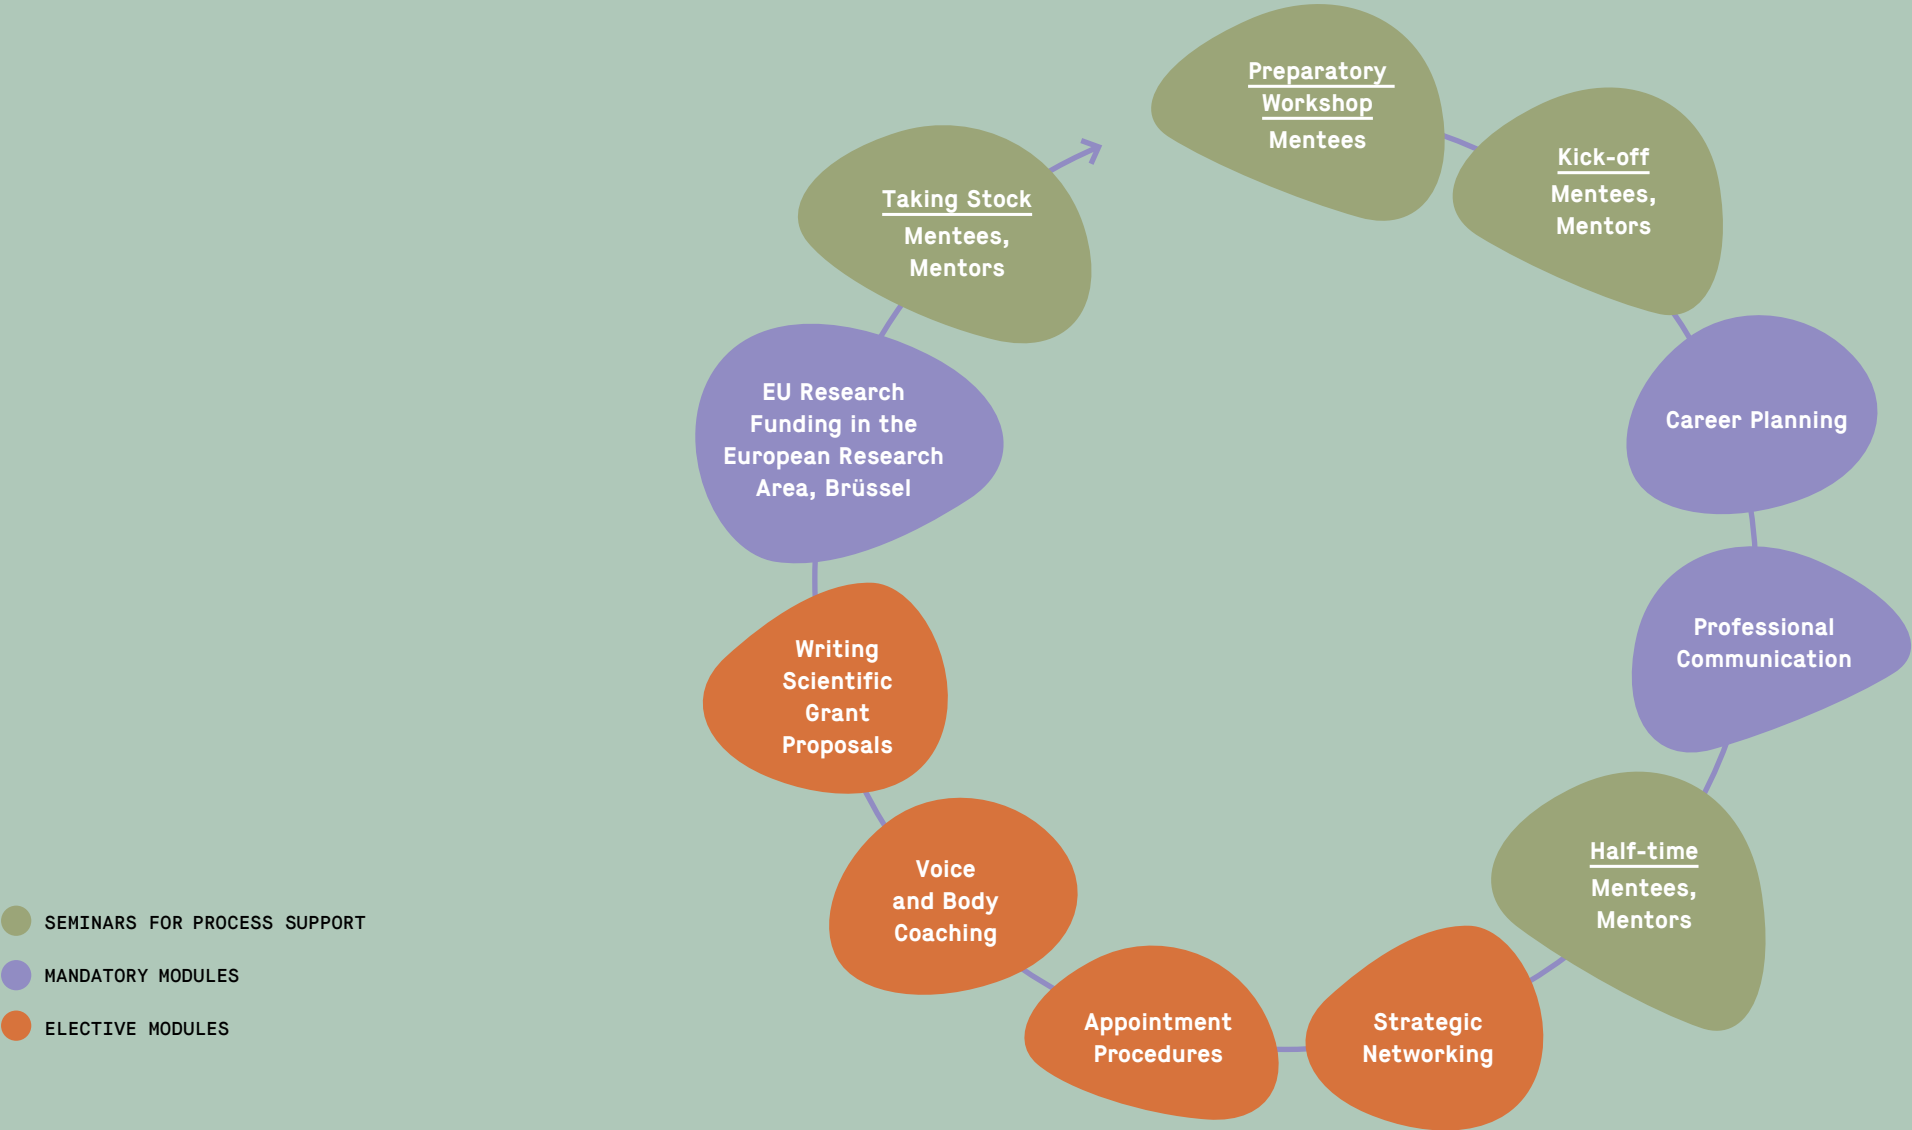 Preparatory
Workshop
Mentees
Kick-off
Mentees,
Mentors
Career Planning
Professional
Communication
Half-time
Mentees,
Mentors
Strategic
Networking
Appointment
Procedures
Voice
and Body
Coaching
Writing
Scientific
Grant
Proposals
EU Research
Funding in the
European Research
Area, Brüssel
Taking Stock
Mentees,
Mentors
SEMINARS FOR PROCESS SUPPORT
MANDATORY MODULES
ELECTIVE MODULES